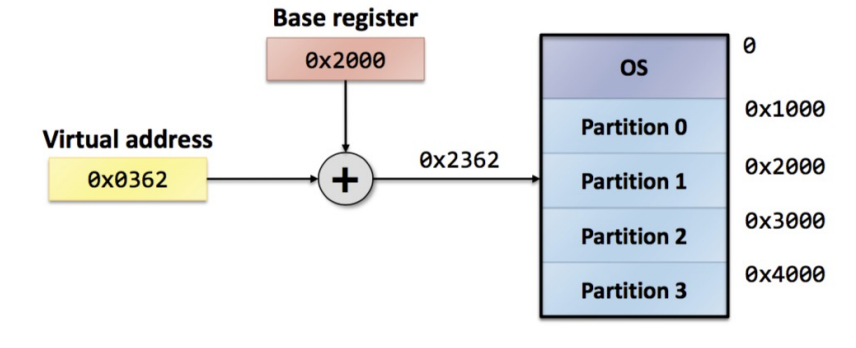 Base register
0x2000
Virtual address
0x0362
+
0x2362
OS
Partition 0
Partition 1
Partition 2
Partition 3
0
0x1000
0x2000
0x3000
0x4000